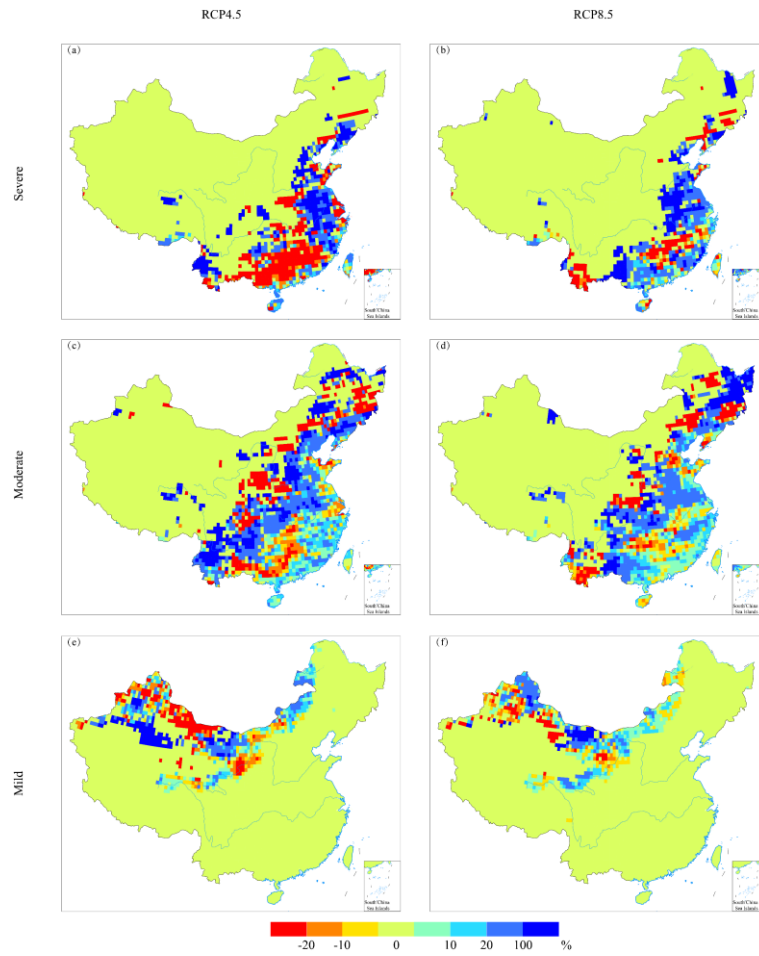 RCP4.5 RCP8.5
(a) (b)
Severe
South China
Sea Islands
South China
Sea Islands
(c) (d)
Moderate
South China
Sea Islands
South China
Sea Islands
(e) (f)
Mild
South China
Sea Islands
South China
Sea Islands
-20 -10 0 10 20 100 %